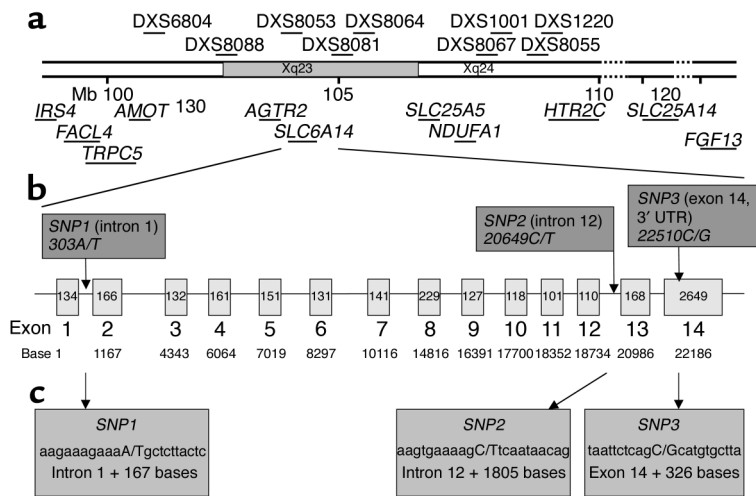 a
DXS6804 DXS8053 DXS8064 DXS1001 DXS1220
DXS8088 DXS8081 DXS8067 DXS8055
Xq23 Xq24
Mb 100 105 110 120
130
IRS4 AMOT AGTR2 SLC25A5 HTR2C SLC25A14
FACL4 SLC6A14 NDUFA1 FGF13
TRPC5
b
SNP1 (intron 1)
303A/T
SNP2 (intron 12)
20649C/T
SNP3 (exon 14,
3′ UTR)
22510C/G
134 166 132 161 151 131 141 229 127 118 101 110 168 2649
Exon 1 2 3 4 5 6 7 8 9 10 11 12 13 14
Base 1 1167 4343 6064 7019 8297 10116 14816 16391 17700 18352 18734 20986 22186
c
SNP1
aagaaagaaaA/Tgctcttactc
Intron 1 + 167 bases
SNP2
aagtgaaaagC/Ttcaataacag
Intron 12 + 1805 bases
SNP3
taattctcagC/Gcatgtgctta
Exon 14 + 326 bases